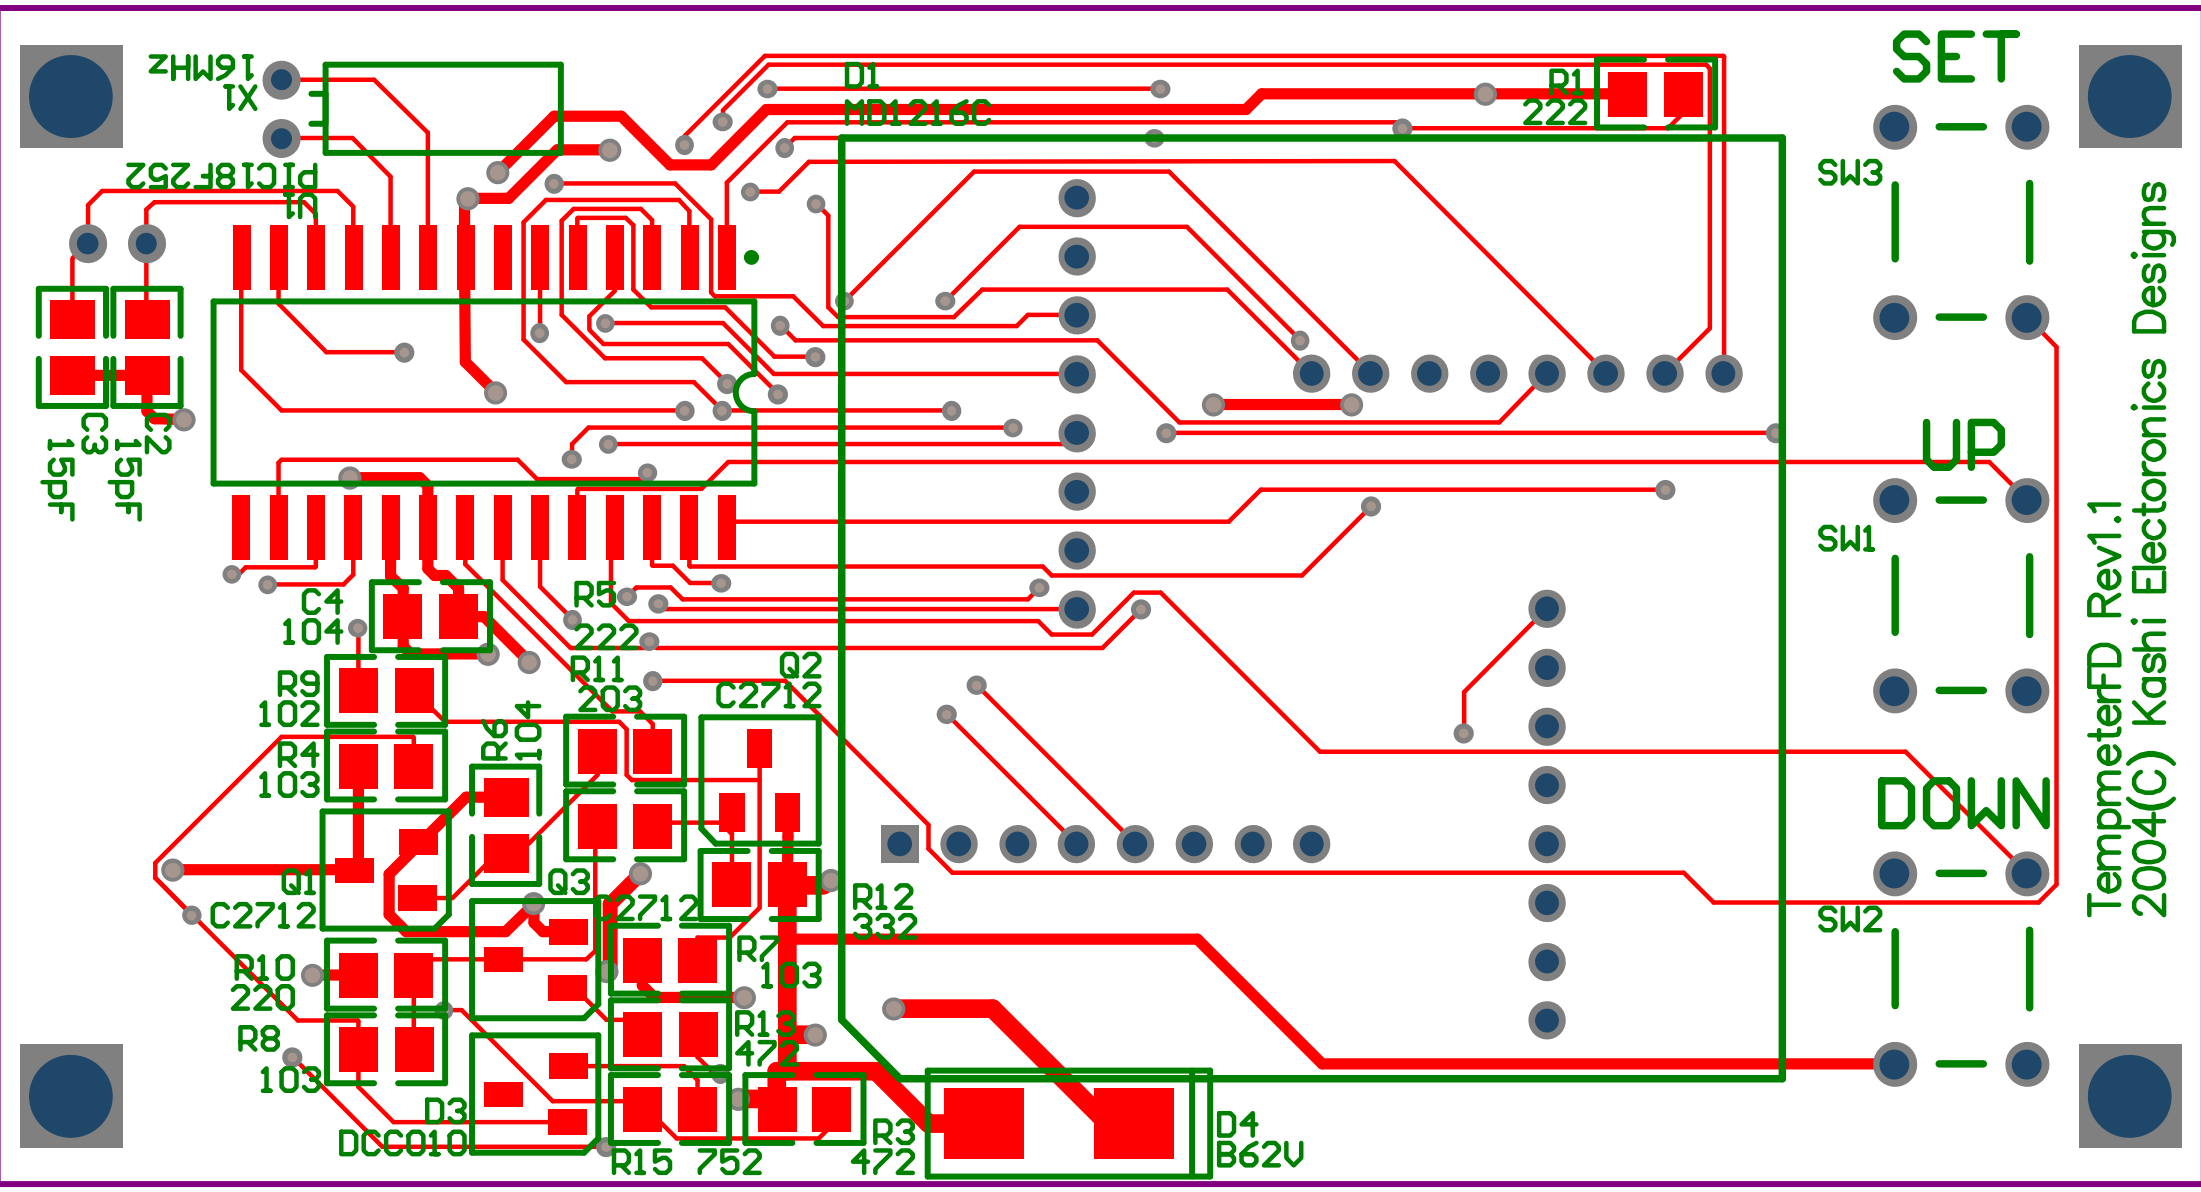 16MHz
X1
PIC18F252
U1
D1
MD1216C
R1
222
SET
SW3
C3
15pF
C2
15pF
UP
SW1
C4
104
R5
222
R11
203
Q2
C2712
R9
102
R6
104
R4
103
DOWN
Q1
C2712
Q3
C2712
R12
332
SW2
R7
103
R10
220
R13
472
R8
103
D3
DCC010
R15 752
R3
472
D4
B62V
TempmeterFD Rev1.1
2004(C) Kashi Electoronics Designs